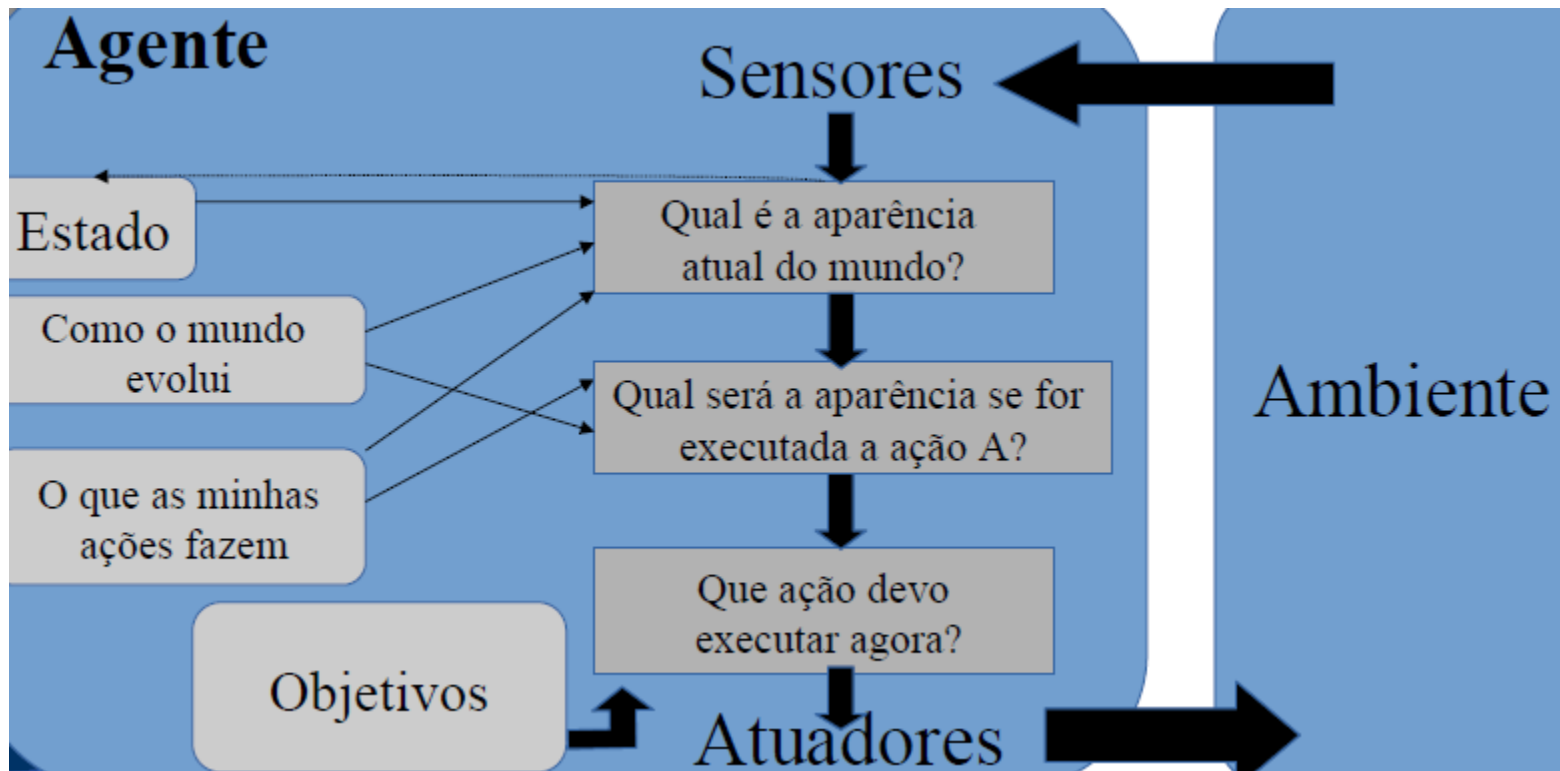 Agente
Sensores
Qual é a aparência
atual do mundo?
Estado
Como o mundo
evolui
Qual será a aparência se for
executada a ação A?
Ambiente
O que as minhas
ações fazem
Que ação devo
executar agora?
Objetivos
Atuadores